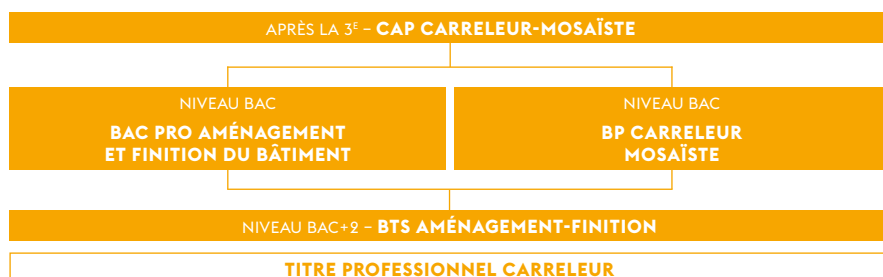 APRÈS LA 3E – CAP CARRELEUR-MOSAÏSTE
NIVEAU BAC
BAC PRO AMÉNAGEMENT
ET FINITION DU BÂTIMENT
NIVEAU BAC
BP CARRELEUR
MOSAÏSTE
NIVEAU BAC+2 – BTS AMÉNAGEMENT-FINITION
TITRE PROFESSIONNEL CARRELEUR